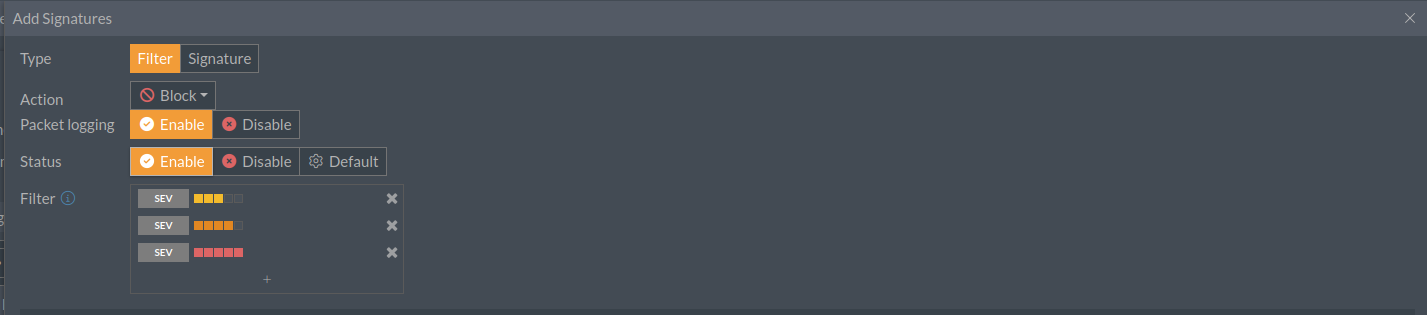 Add Signatures
Type Filter Signature
Action Block
Packet logging Enable Disable
Status Enable Disable Default
Filter SEV
SEV
SEV
+